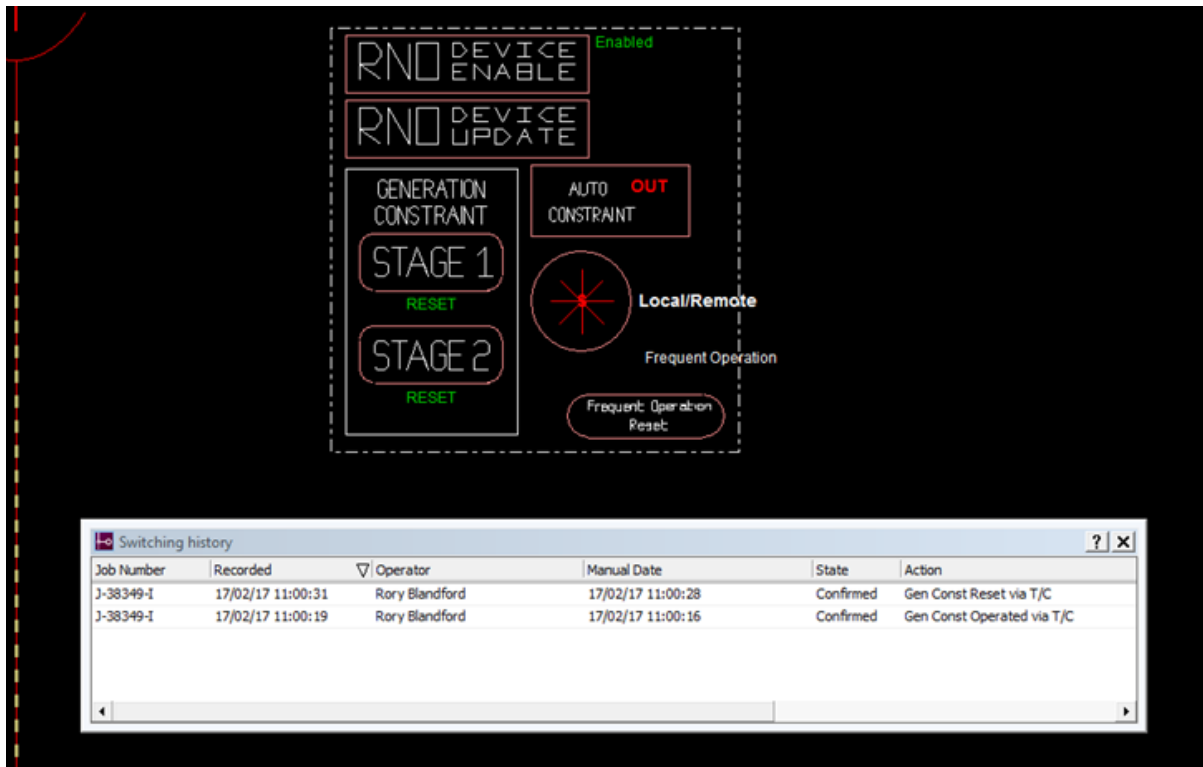 RNO DEVICE
ENABLE
Enabled
RNO DEVICE
UPDATE
GENERATION
CONSTRAINT
STAGE 1
RESET
STAGE 2
RESET
AUTO OUT
CONSTRAINT
S
Local/Remote
Frequent Operation
Frequent Operation
Reset
Switching history ? X
Job Number Recorded Operator Manual Date State Action
J-38349-I 17/02/17 11:00:31 Rory Blandford 17/02/17 11:00:28 Confirmed Gen Const Reset via T/C
J-38349-I 17/02/17 11:00:19 Rory Blandford 17/02/17 11:00:16 Confirmed Gen Const Operated via T/C